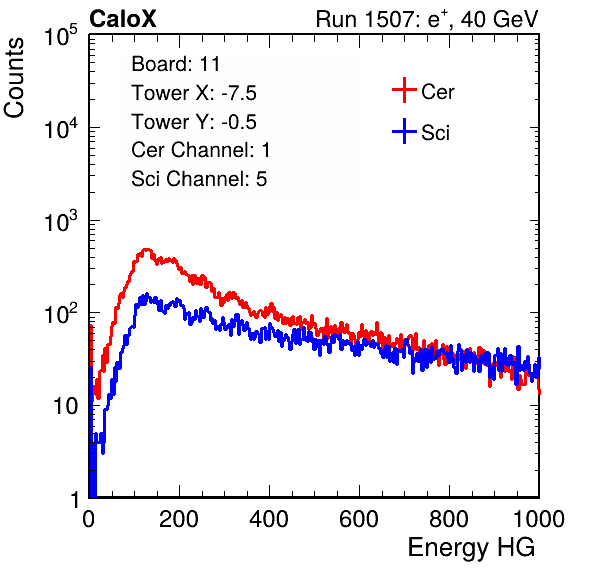 CaloX Run 1507: e+, 40 GeV
Counts
Board: 11
Tower X: -7.5
Tower Y: -0.5
Cer Channel: 1
Sci Channel: 5
Cer
Sci
10^5
10^4
10^3
10^2
10
1
0 200 400 600 800 1000
Energy HG